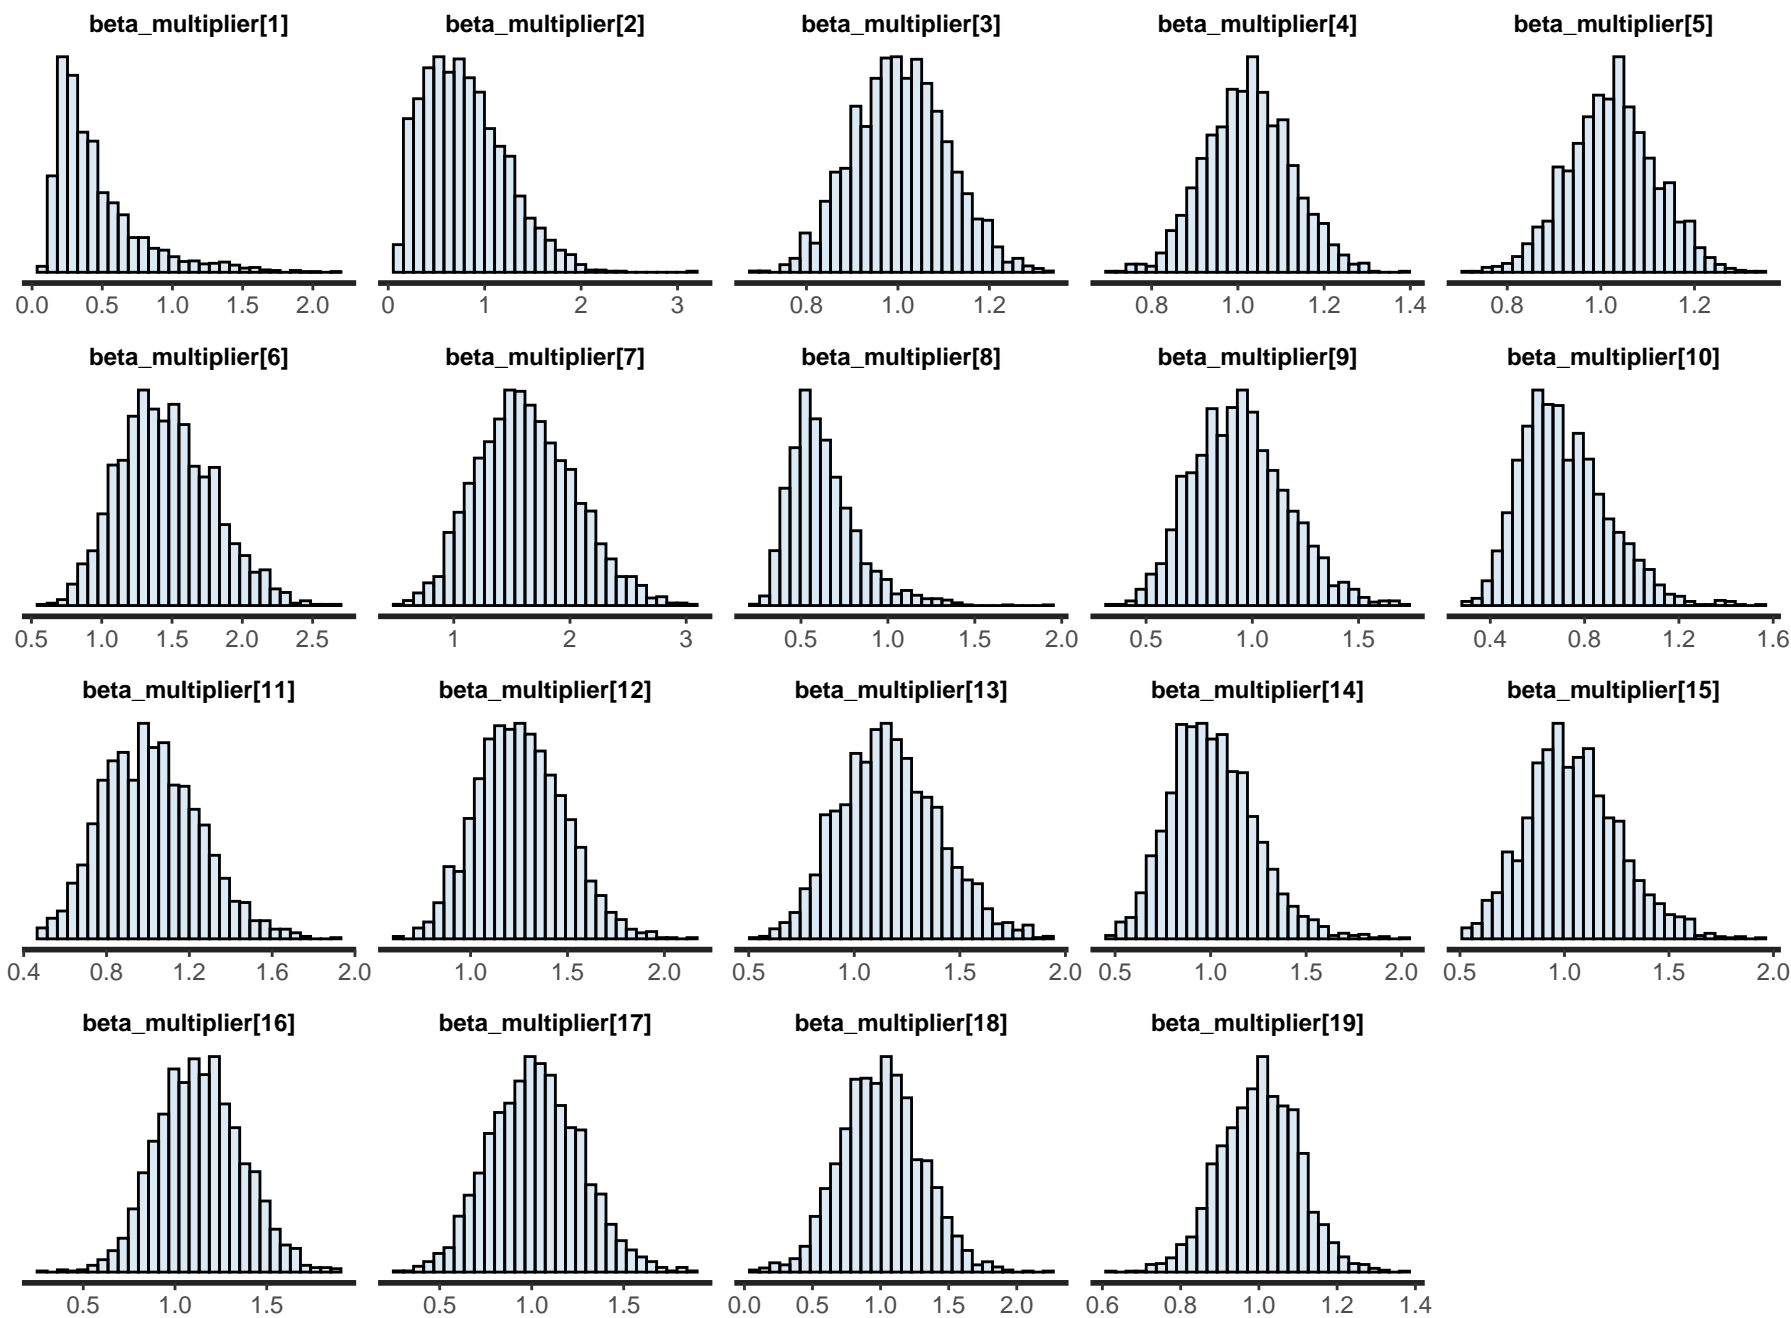 beta_multiplier[1] beta_multiplier[2] beta_multiplier[3] beta_multiplier[4] beta_multiplier[5]
0.0 0.5 1.0 1.5 2.0 0 1 2 3 0.8 1.0 1.2 0.8 1.0 1.2 1.4 0.8 1.0 1.2
beta_multiplier[6] beta_multiplier[7] beta_multiplier[8] beta_multiplier[9] beta_multiplier[10]
0.5 1.0 1.5 2.0 2.5 1 2 3 0.5 1.0 1.5 2.0 0.5 1.0 1.5 0.4 0.8 1.2 1.6
beta_multiplier[11] beta_multiplier[12] beta_multiplier[13] beta_multiplier[14] beta_multiplier[15]
0.4 0.8 1.2 1.6 2.0 1.0 1.5 2.0 0.5 1.0 1.5 2.0 0.5 1.0 1.5 2.0 0.5 1.0 1.5 2.0
beta_multiplier[16] beta_multiplier[17] beta_multiplier[18] beta_multiplier[19]
0.5 1.0 1.5 0.5 1.0 1.5 0.0 0.5 1.0 1.5 2.0 0.6 0.8 1.0 1.2 1.4